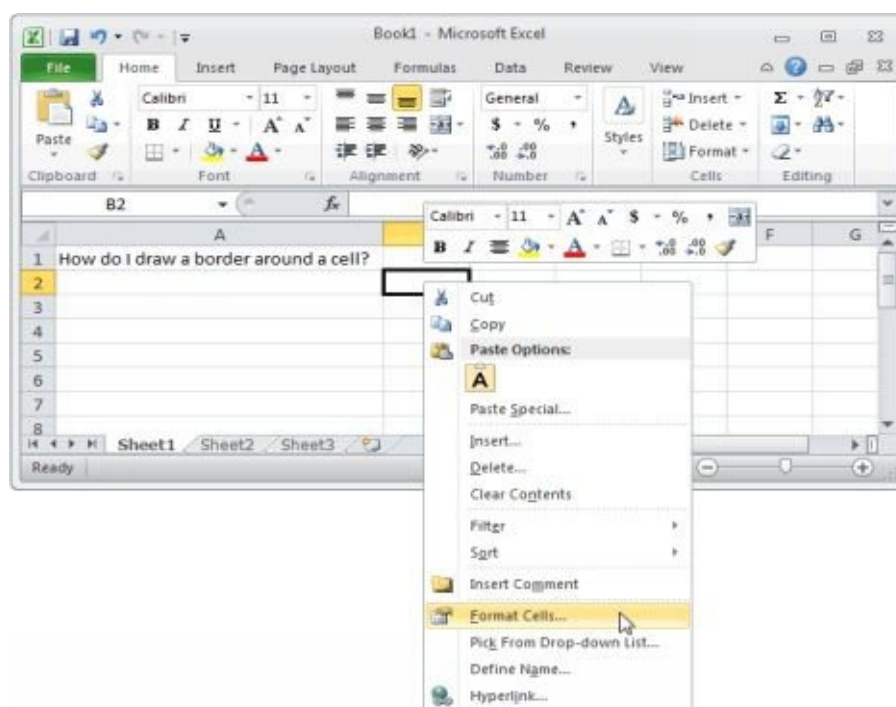 Book1 - Microsoft Excel
File Home Insert Page Layout Formulas Data Review View
Calibri 11 General Insert
Paste B I U A A $ % , Styles Delete
A Format
Clipboard Font Alignment Number Cells Editing
B2 fx
Calibri 11 A A $ % ,
B I A
A F G
1 How do I draw a border around a cell?
2
3
4
5
6
7
8
Sheet1 Sheet2 Sheet3
Ready
Cut
Copy
Paste Options:
A
Paste Special...
Insert...
Delete...
Clear Contents
Filter
Sort
Insert Comment
Format Cells...
Pick From Drop-down List...
Define Name...
Hyperlink...